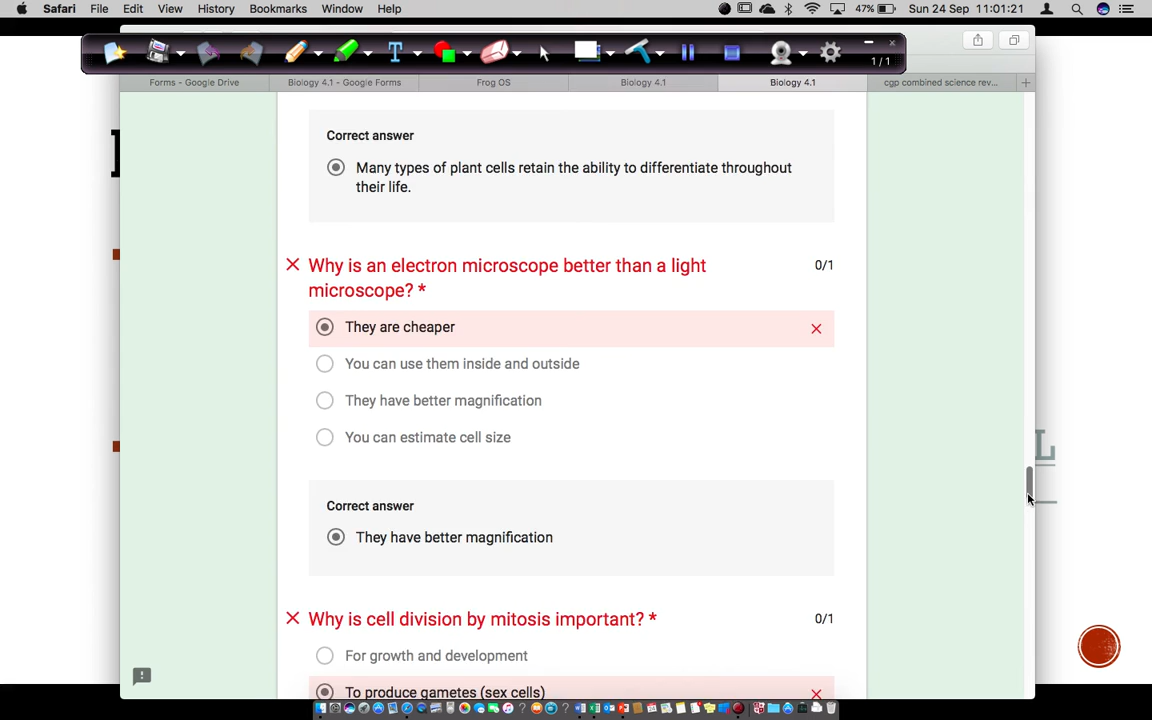 Safari File Edit View History Bookmarks Window Help 47% Sun 24 Sep 11:01:21
T 1/1
Forms - Google Drive Biology 4.1 - Google Forms Frog OS Biology 4.1 Biology 4.1 cgp combined science rev...
Correct answer
Many types of plant cells retain the ability to differentiate throughout
their life.
Why is an electron microscope better than a light 0/1
microscope? *
They are cheaper
You can use them inside and outside
They have better magnification
You can estimate cell size
L
Correct answer
They have better magnification
Why is cell division by mitosis important? * 0/1
For growth and development
To produce gametes (sex cells)